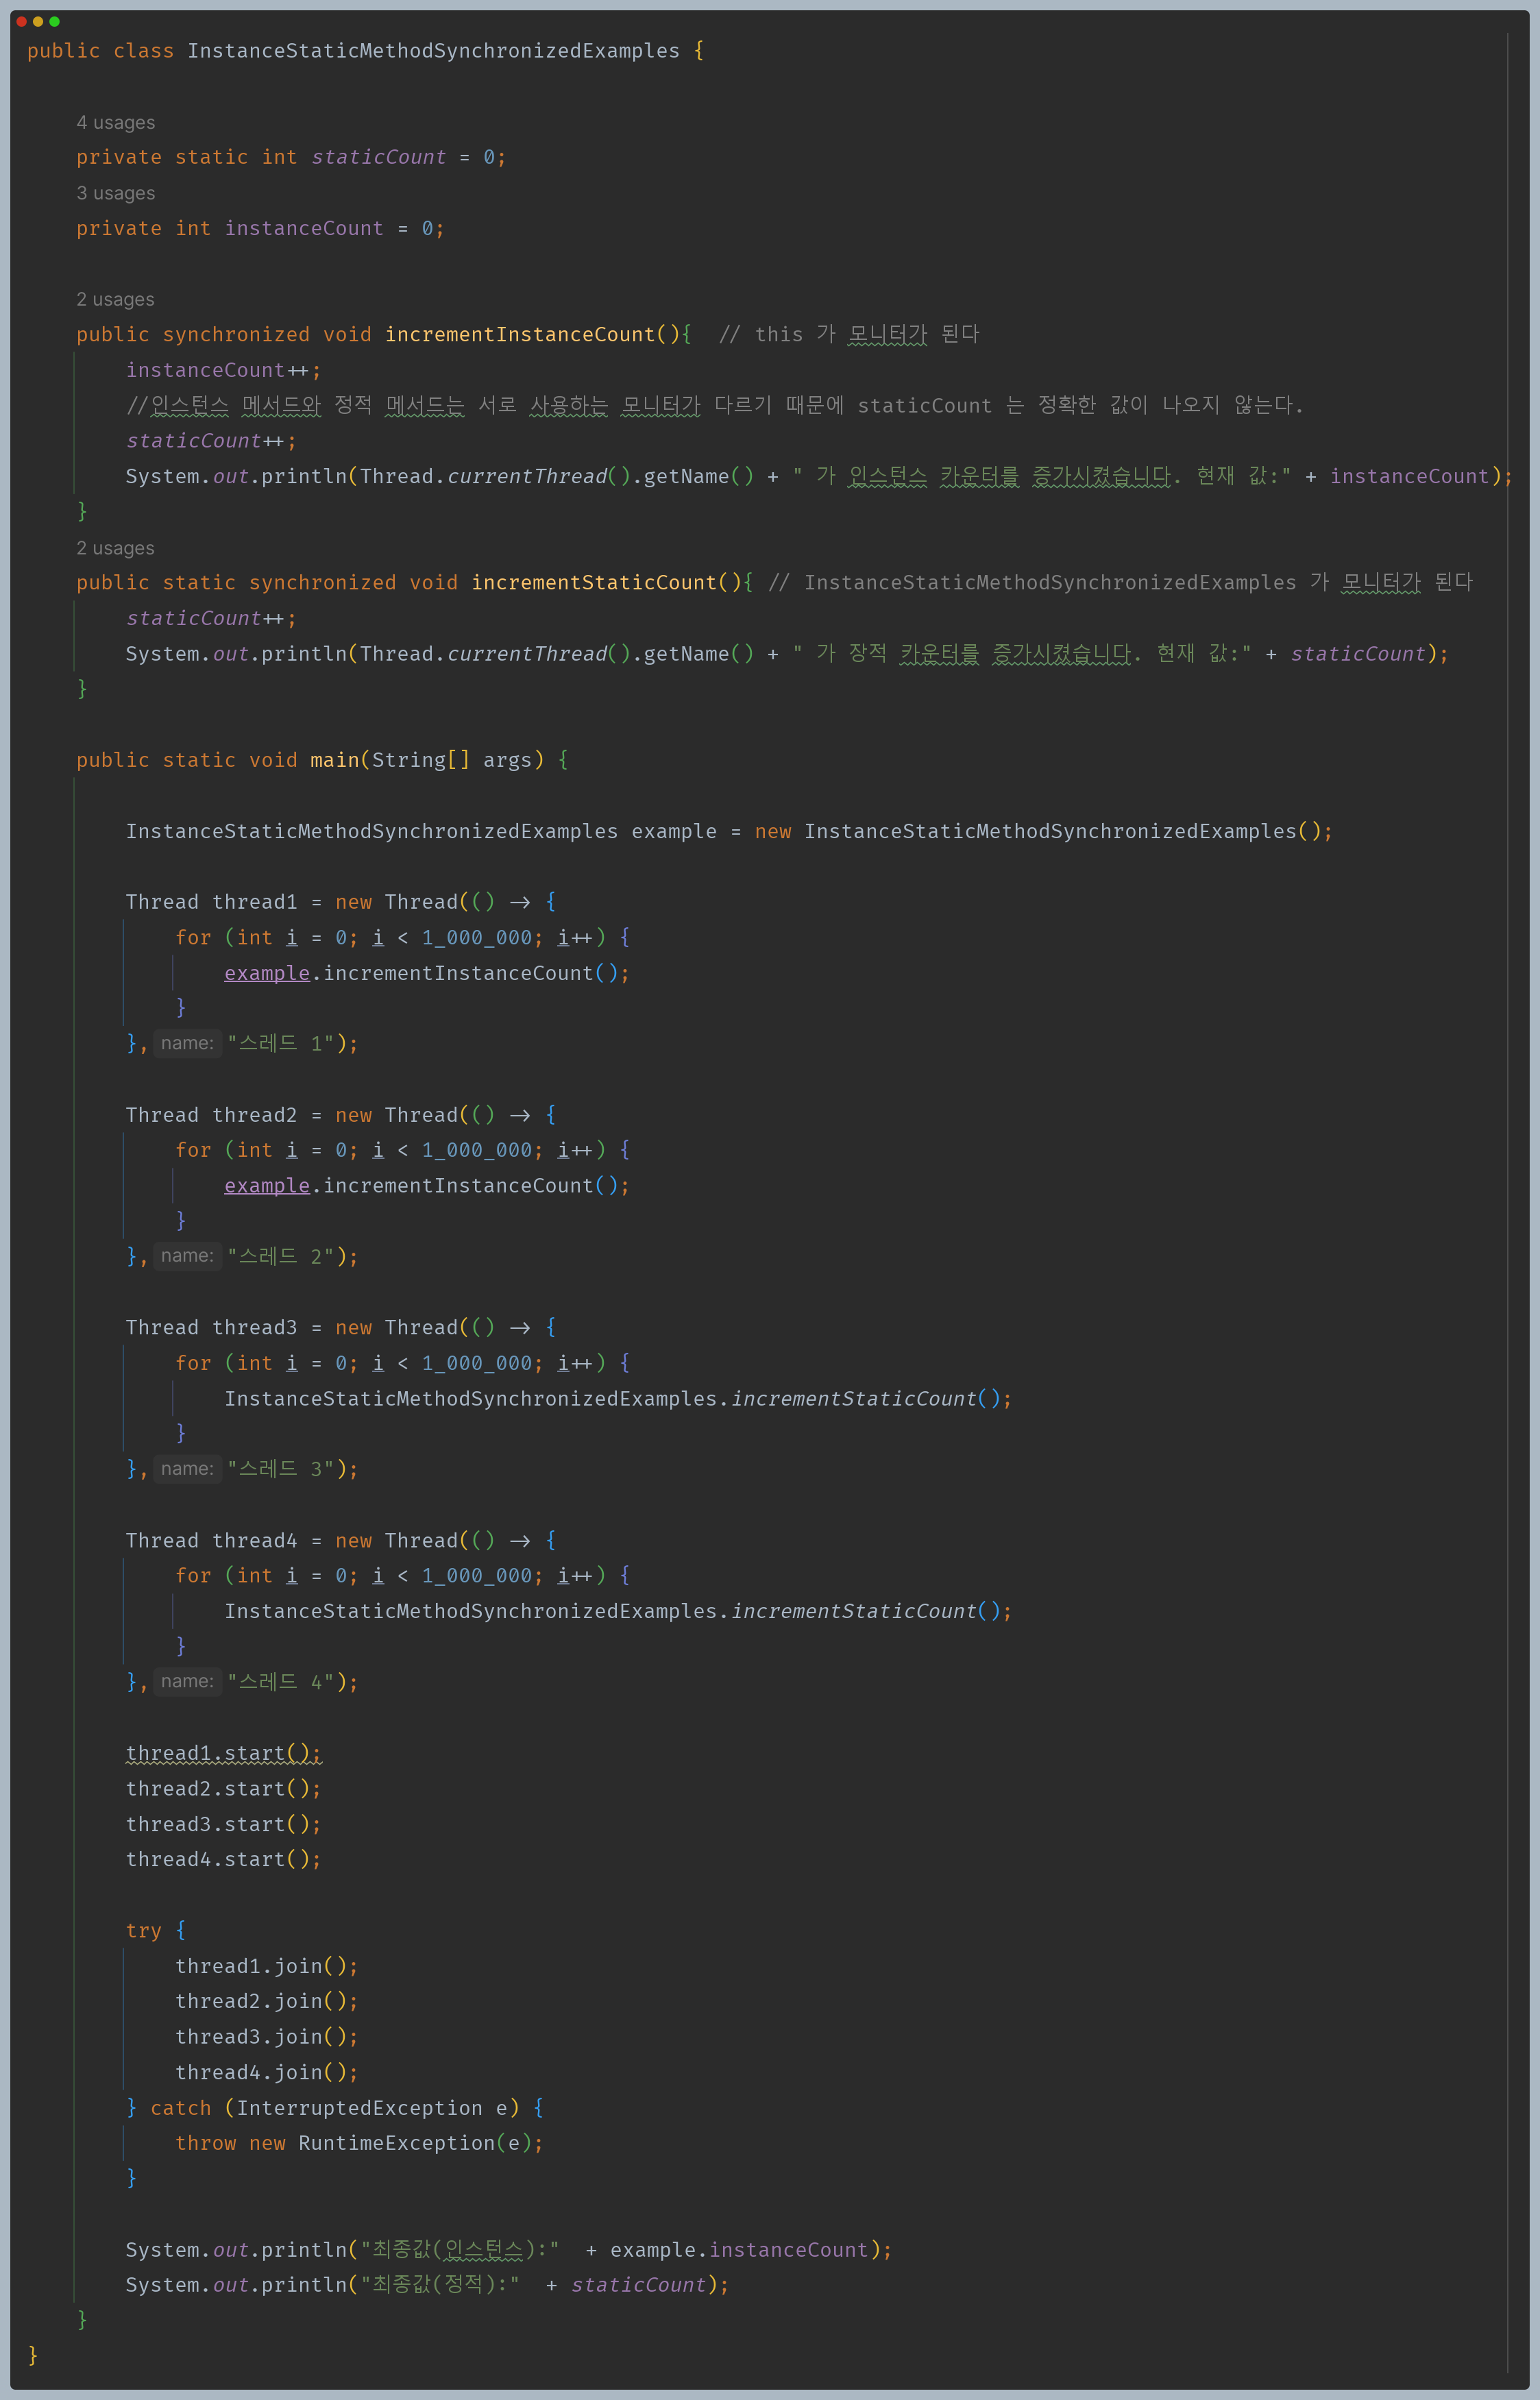 public class InstanceStaticMethodSynchronizedExamples {
4 usages
private static int staticCount = 0;
3 usages
private int instanceCount = 0;
2 usages
public synchronized void incrementInstanceCount(){  // this 가 모니터가 된다
instanceCount++;
//인스턴스 메서드와 정적 메서드는 서로 사용하는 모니터가 다르기 때문에 staticCount 는 정확한 값이 나오지 않는다.
staticCount++;
System.out.println(Thread.currentThread().getName() + " 가 인스턴스 카운터를 증가시켰습니다. 현재 값:" + instanceCount);
}
2 usages
public static synchronized void incrementStaticCount(){ // InstanceStaticMethodSynchronizedExamples 가 모니터가 된다
staticCount++;
System.out.println(Thread.currentThread().getName() + " 가 장적 카운터를 증가시켰습니다. 현재 값:" + staticCount);
}
public static void main(String[] args) {
InstanceStaticMethodSynchronizedExamples example = new InstanceStaticMethodSynchronizedExamples();
Thread thread1 = new Thread(() -> {
for (int i = 0; i < 1_000_000; i++) {
example.incrementInstanceCount();
}
}, name: "스레드 1");
Thread thread2 = new Thread(() -> {
for (int i = 0; i < 1_000_000; i++) {
example.incrementInstanceCount();
}
}, name: "스레드 2");
Thread thread3 = new Thread(() -> {
for (int i = 0; i < 1_000_000; i++) {
InstanceStaticMethodSynchronizedExamples.incrementStaticCount();
}
}, name: "스레드 3");
Thread thread4 = new Thread(() -> {
for (int i = 0; i < 1_000_000; i++) {
InstanceStaticMethodSynchronizedExamples.incrementStaticCount();
}
}, name: "스레드 4");
thread1.start();
thread2.start();
thread3.start();
thread4.start();
try {
thread1.join();
thread2.join();
thread3.join();
thread4.join();
} catch (InterruptedException e) {
throw new RuntimeException(e);
}
System.out.println("최종값(인스턴스):"  + example.instanceCount);
System.out.println("최종값(정적):"  + staticCount);
}
}